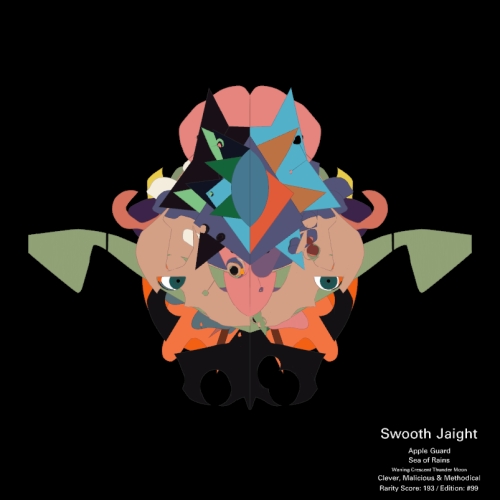 Swooth Jaight
Apple Guard
Sea of Rains
Waning Crescent Thunder Moon
Clever, Malicious & Methodical
Rarity Score: 193 / Edition: #99